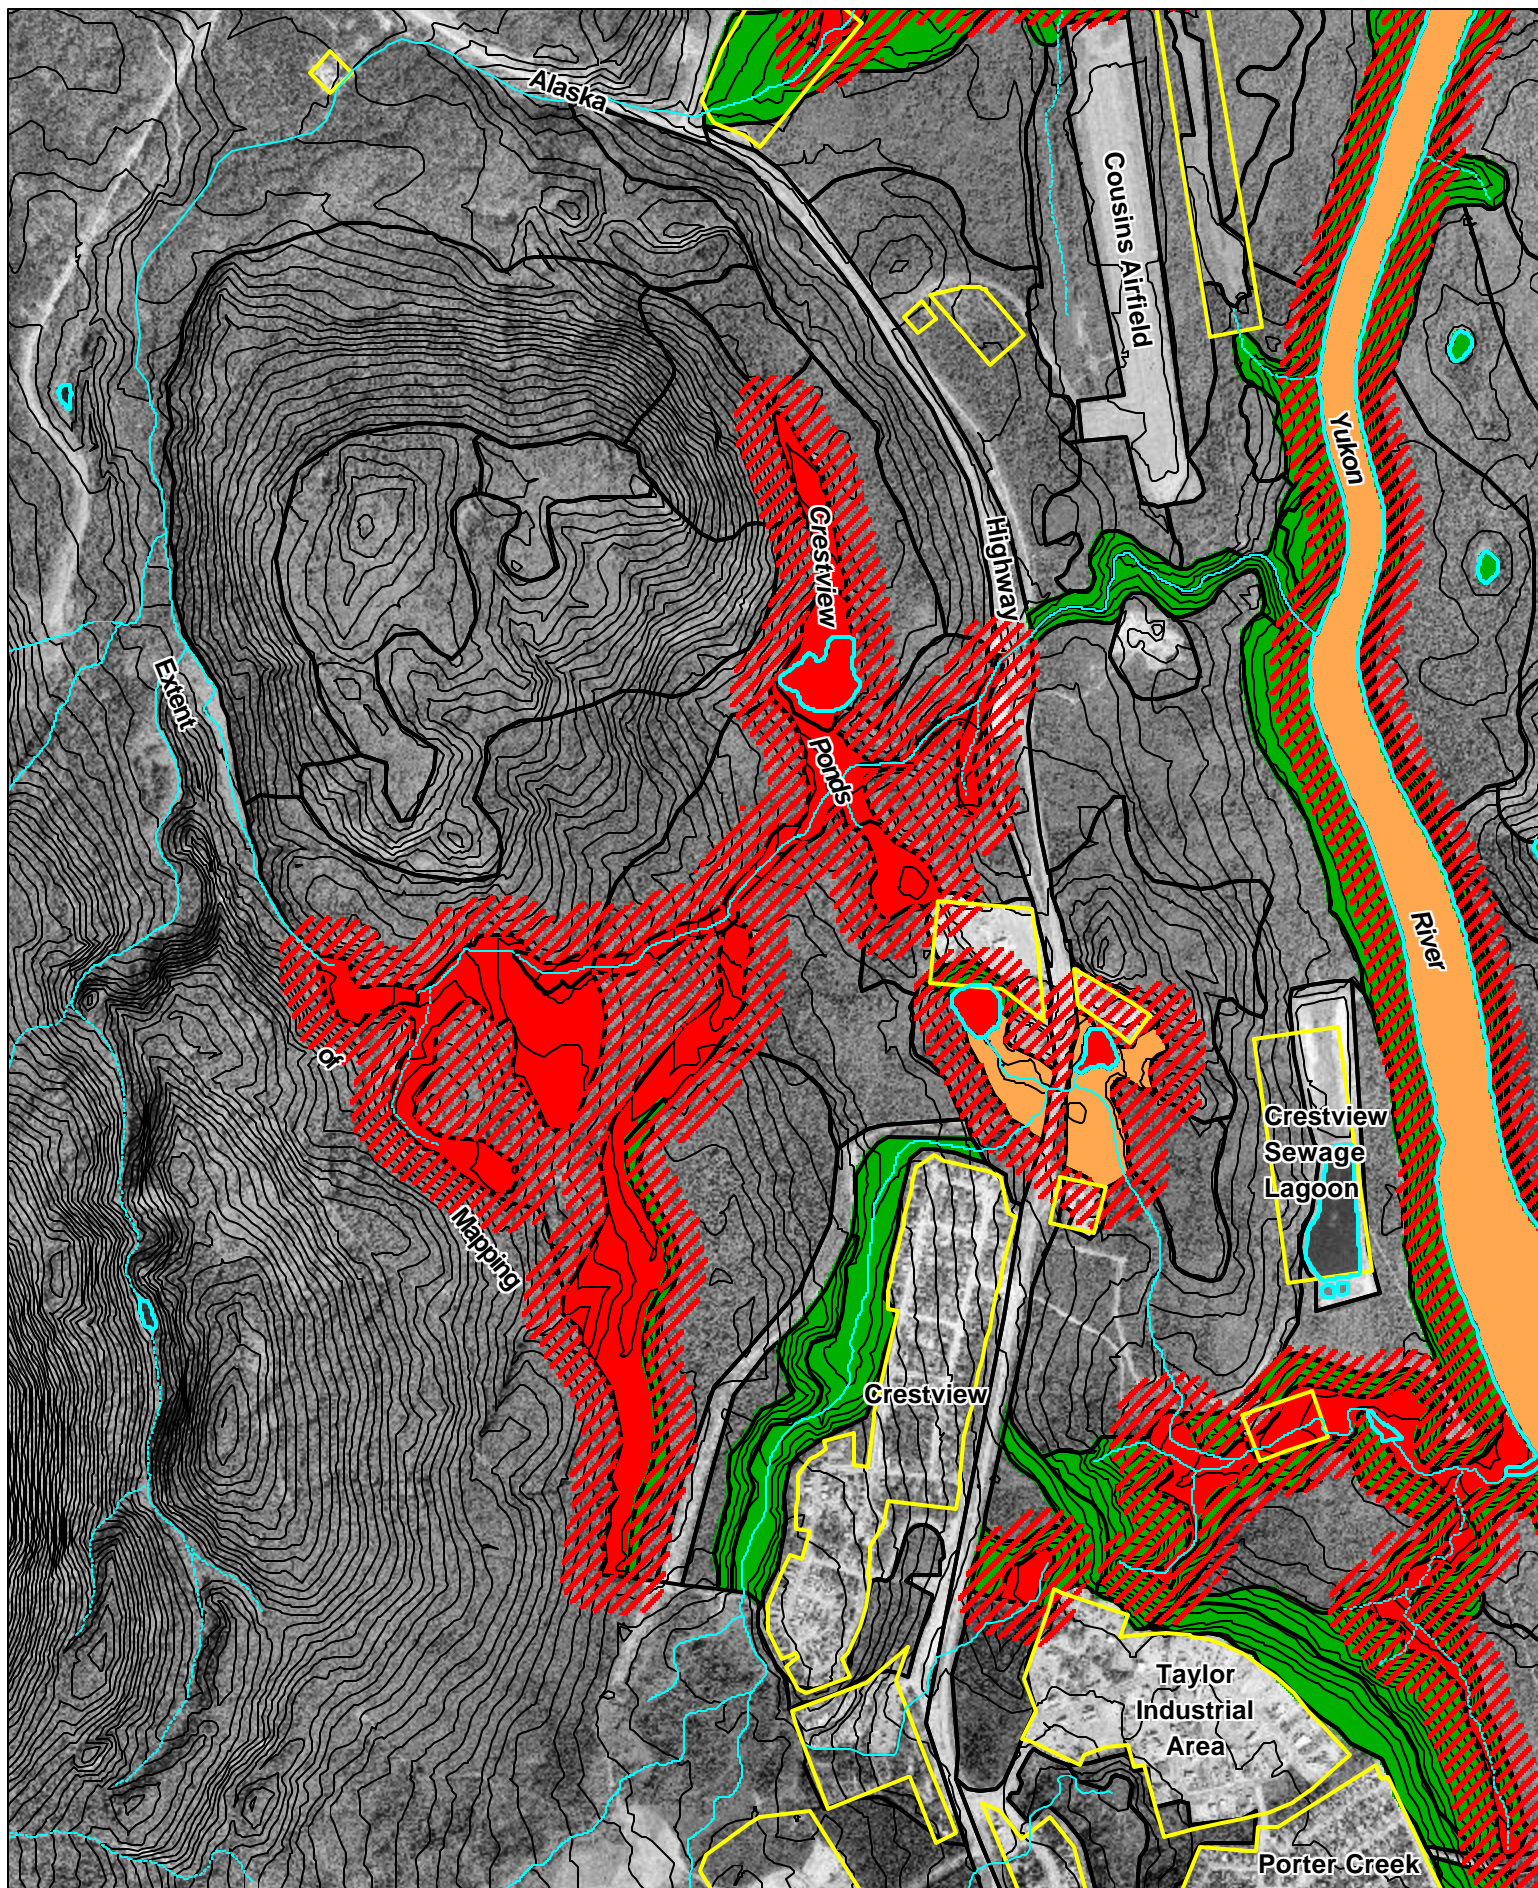 Alaska
Cousins Airfield
Yukon
Crestview
Highway
Extent
Ponds
River
of
Crestview
Sewage
Lagoon
Mapping
Crestview
Taylor
Industrial
Area
Porter Creek